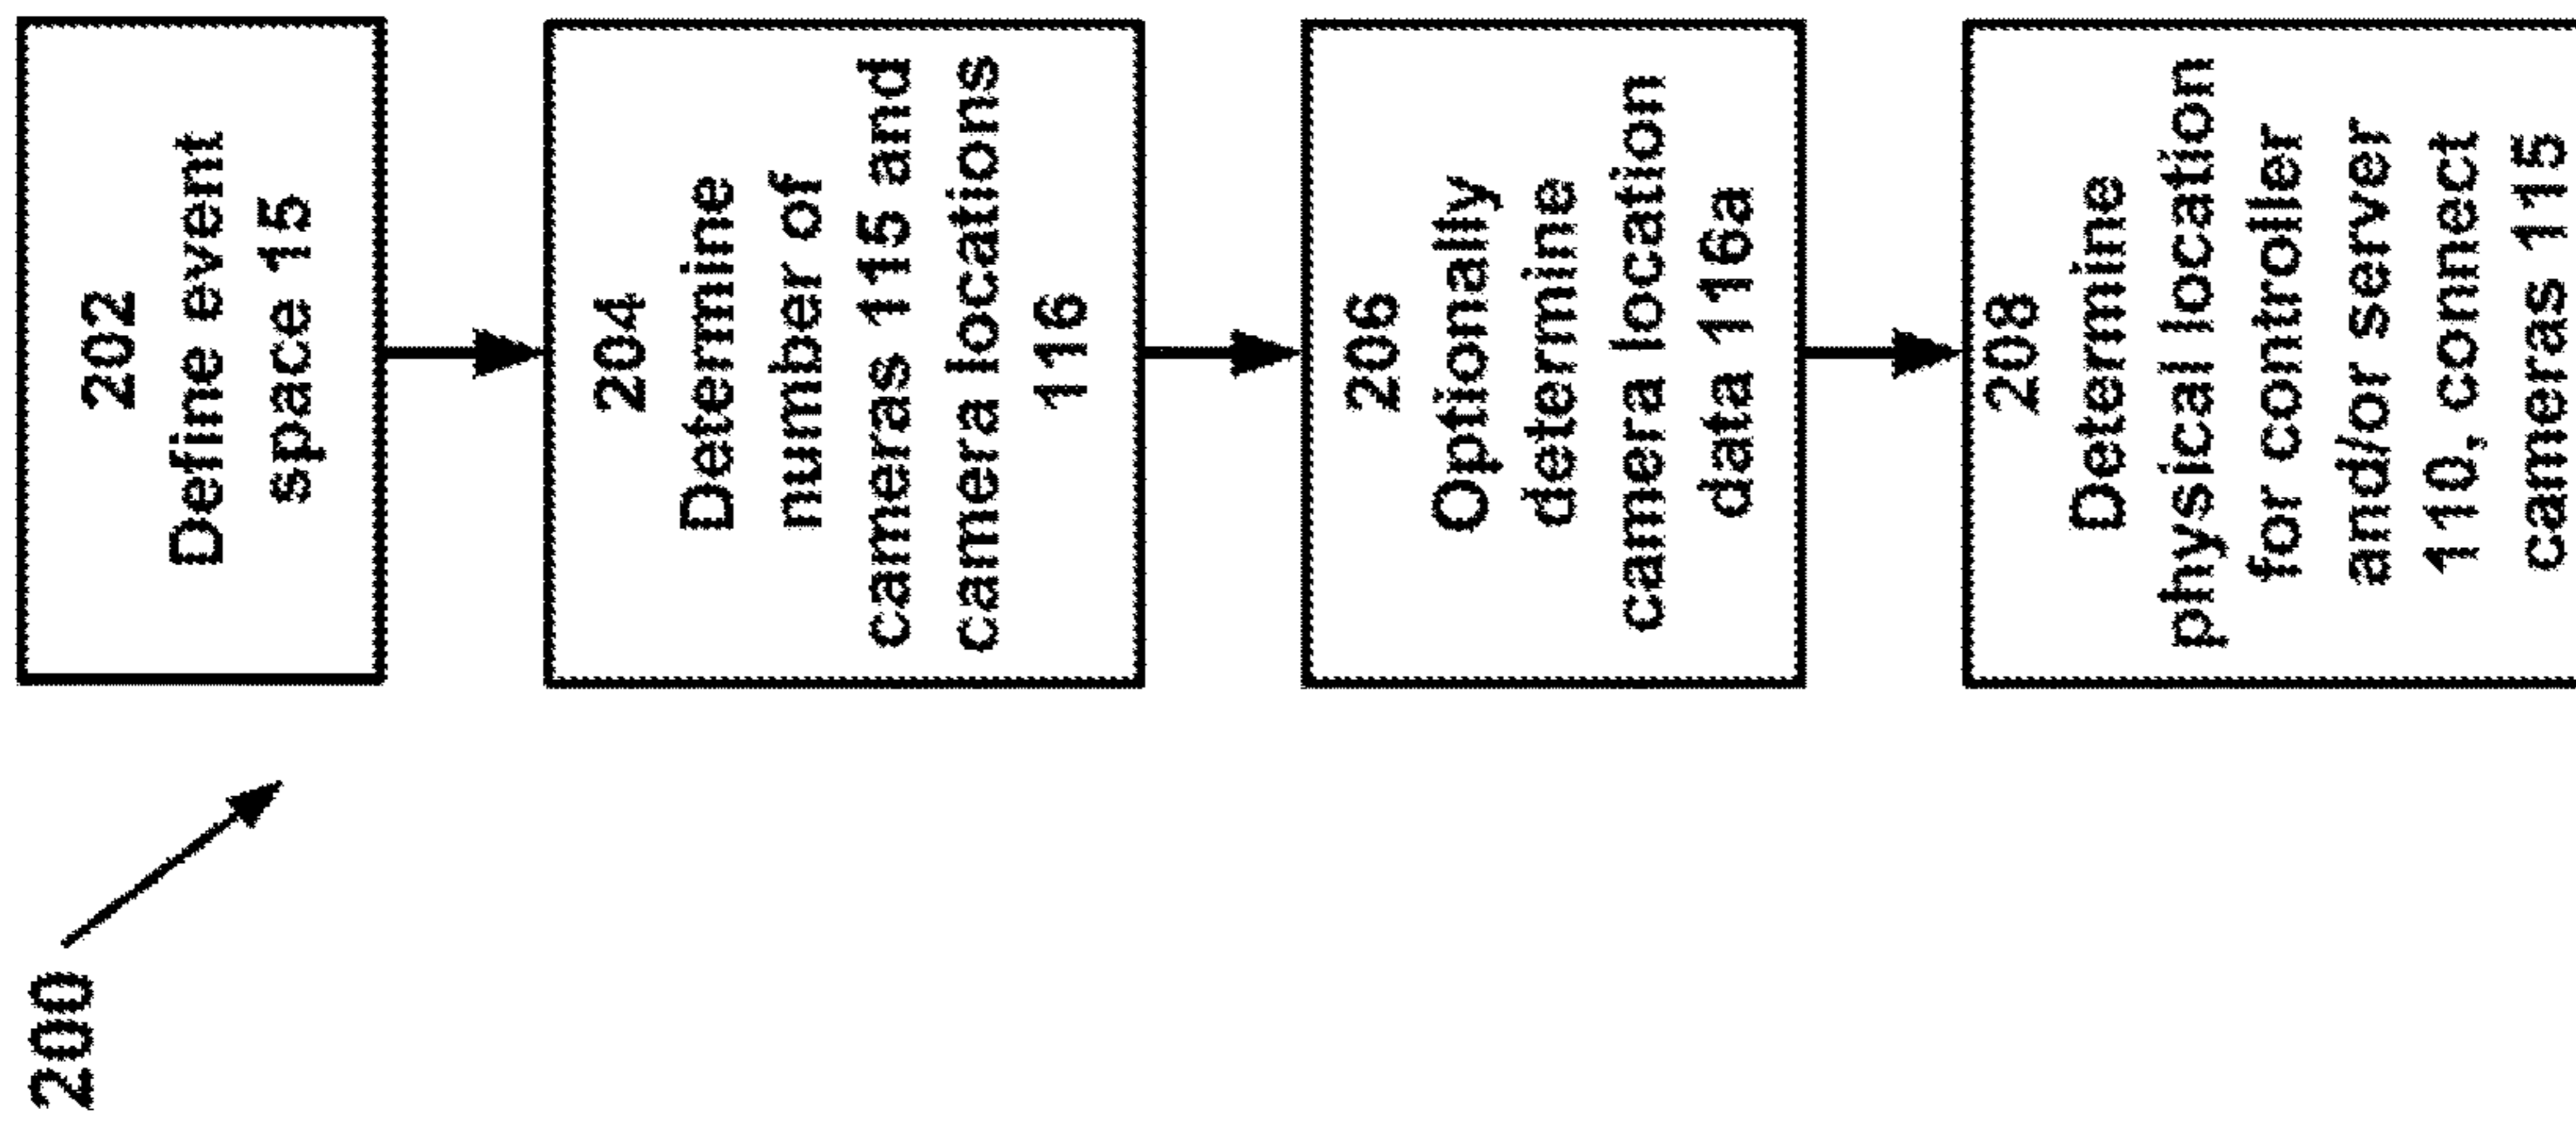 200
202
Define event
space 15
204
Determine
number of
cameras 115 and
camera locations
116
206
Optionally
determine
camera location
data 116a
208
Determine
physical location
for controller
and/or server
110, connect
cameras 115